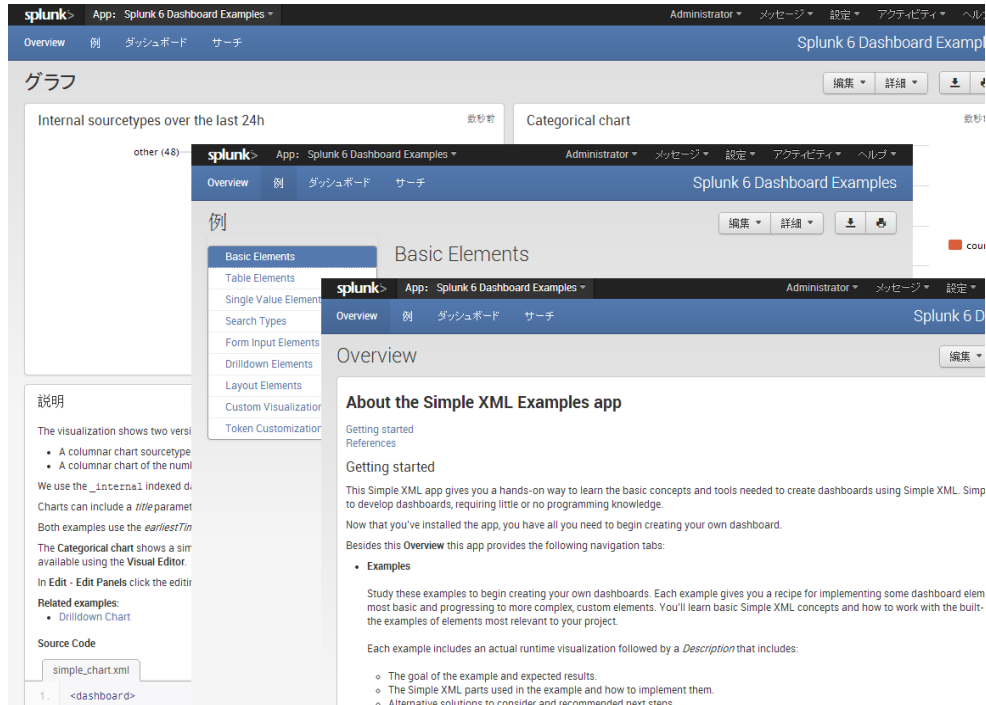 splunk> App: Splunk 6 Dashboard Examples Administrator メッセージ 設定 アクティビティ
Overview 例 ダッシュボード サーチ Splunk 6 Dashboard
グラフ 編集 詳細
Internal sourcetypes over the last 24h 数秒前
Categorical chart
other (48)
説明
The visualization shows two
A columnar chart sourcetype
A columnar chart of the
We use the _internal indexed
Charts can include a title
Both examples use the
The Categorical chart shows a
available using the Visual Editor.
In Edit - Edit Panels click the
Related examples:
Drilldown Chart
Source Code
simple_chart.xml
1. <dashboard>
splunk> App: Splunk 6 Dashboard Examples Administrator メッセージ 設定 アクティビティ ヘルプ
Overview 例 ダッシュボード サーチ Splunk 6 Dashboard Examples
例 編集 詳細
Basic Elements
Table Elements
Single Value
Search Types
Form Input Elements
Drilldown Elements
Layout Elements
Custom
Token
Basic Elements
splunk> App: Splunk 6 Dashboard Examples Administrator メッセージ 設定
Overview 例 ダッシュボード サーチ Splunk 6
Overview 編集
About the Simple XML Examples app
Getting started
References
Getting started
This Simple XML app gives you a hands-on way to learn the basic concepts and tools needed to create dashboards using Simple XML.
to develop dashboards, requiring little or no programming knowledge.
Now that you've installed the app, you have all you need to begin creating your own dashboard.
Besides this Overview this app provides the following navigation tabs:
Examples
Study these examples to begin creating your own dashboards. Each example gives you a recipe for implementing some dashboard
most basic and progressing to more complex, custom elements. You'll learn basic Simple XML concepts and how to work with the built-
the examples of elements most relevant to your project.
Each example includes an actual runtime visualization followed by a Description that includes:
The goal of the example and expected results.
The Simple XML parts used in the example and how to implement them.
Alternative solutions to consider and recommended next steps